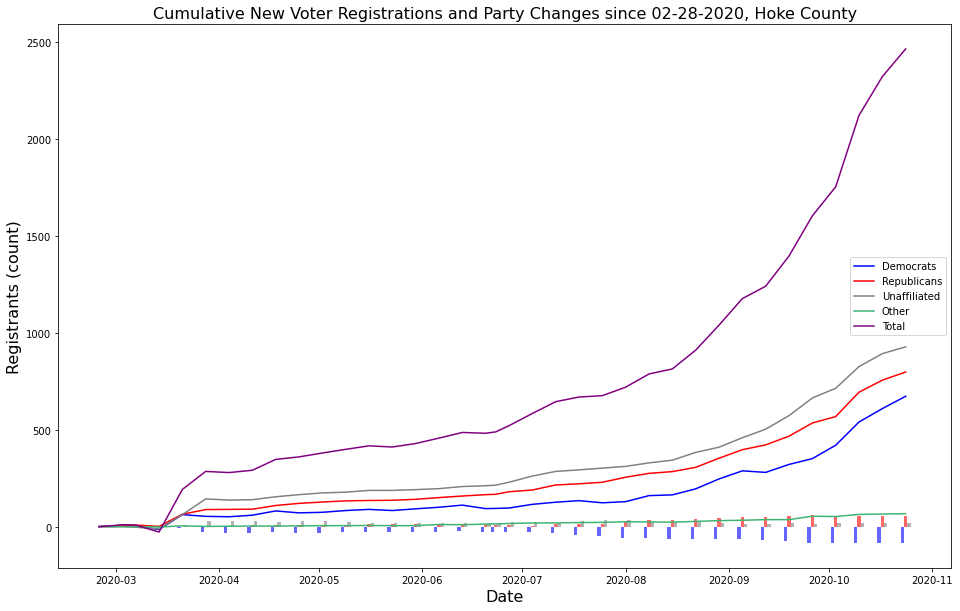 Cumulative New Voter Registrations and Party Changes since 02-28-2020, Hoke County
Registrants (count)
2500
2000
1500
1000
500
0
Democrats
Republicans
Unaffiliated
Other
Total
2020-03 2020-04 2020-05 2020-06 2020-07 2020-08 2020-09 2020-10 2020-11
Date